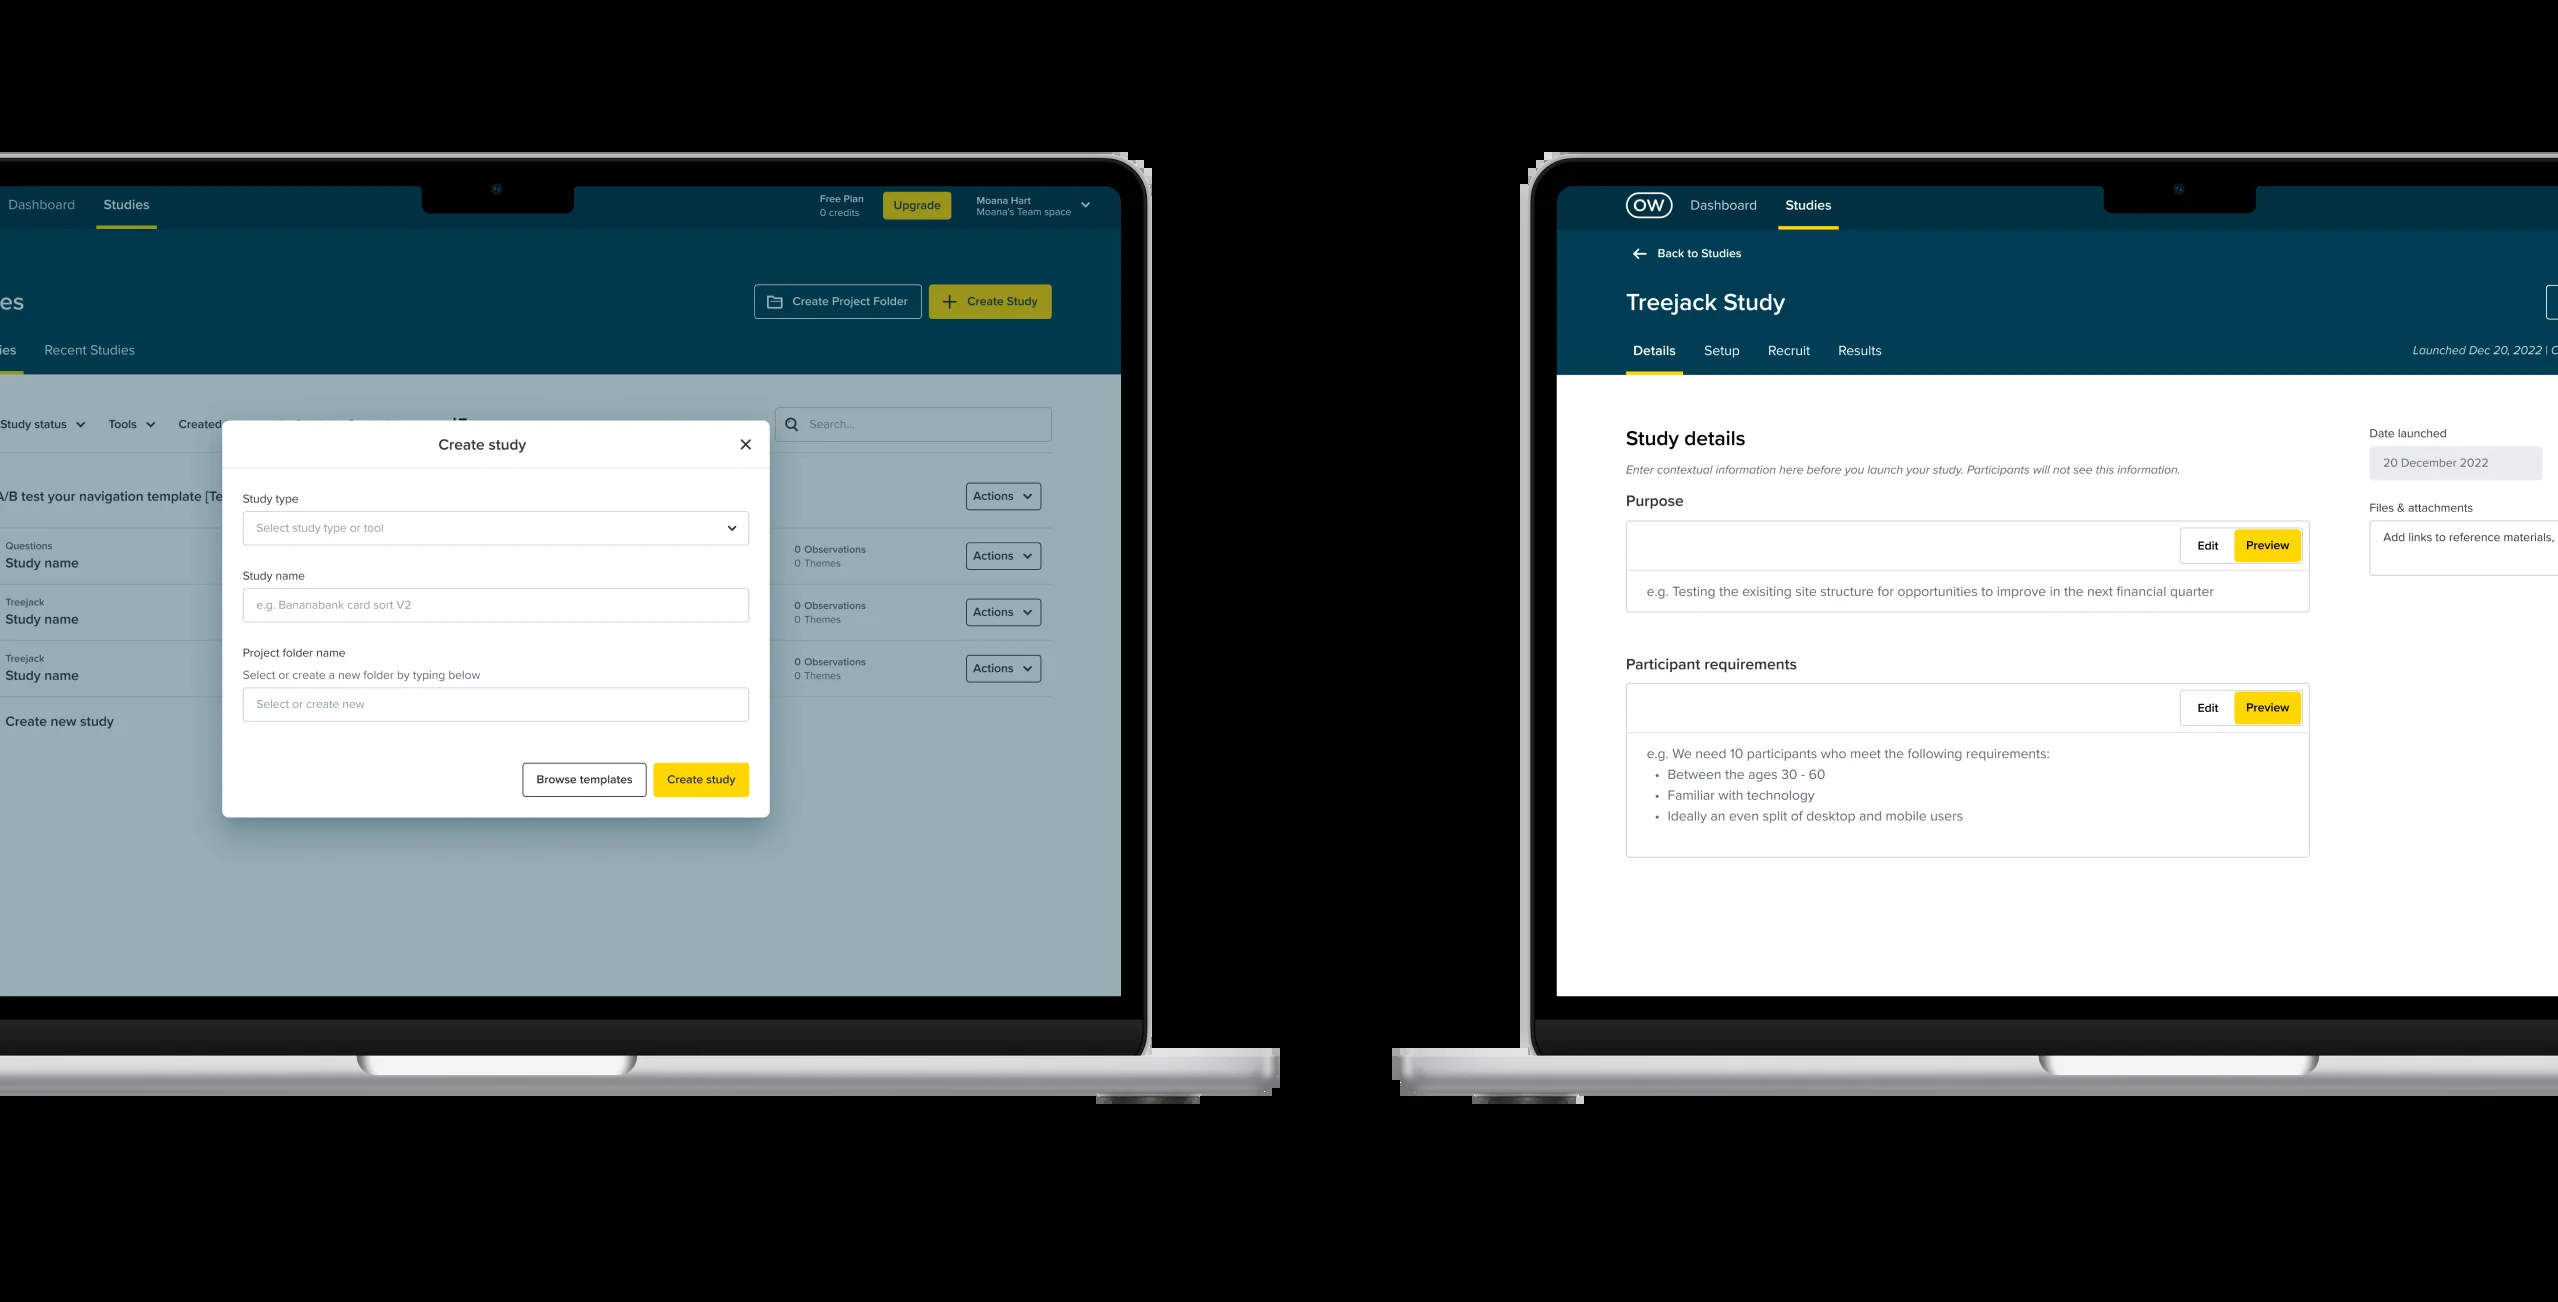 Dashboard
Studies
Free Plan
0 credits
Upgrade
Moana Hart
Moana's Team space
es
Create Project Folder
Create Study
ies
Recent Studies
Study status
Tools
Created
Search...
A/B test your navigation template [Te
Actions
Questions
Study name
0 Observations
0 Themes
Actions
Treejack
Study name
0 Observations
0 Themes
Actions
Treejack
Study name
0 Observations
0 Themes
Actions
Create new study
Create study
Study type
Select study type or tool
Study name
e.g. Bananabank card sort V2
Project folder name
Select or create a new folder by typing below
Select or create new
Browse templates
Create study
OW
Dashboard
Studies
Back to Studies
Treejack Study
Details
Setup
Recruit
Results
Launched Dec 20, 2022 |
Study details
Enter contextual information here before you launch your study. Participants will not see this information.
Purpose
Edit
Preview
e.g. Testing the exisiting site structure for opportunities to improve in the next financial quarter
Participant requirements
Edit
Preview
e.g. We need 10 participants who meet the following requirements:
• Between the ages 30 - 60
• Familiar with technology
• Ideally an even split of desktop and mobile users
Date launched
20 December 2022
Files & attachments
Add links to reference materials,